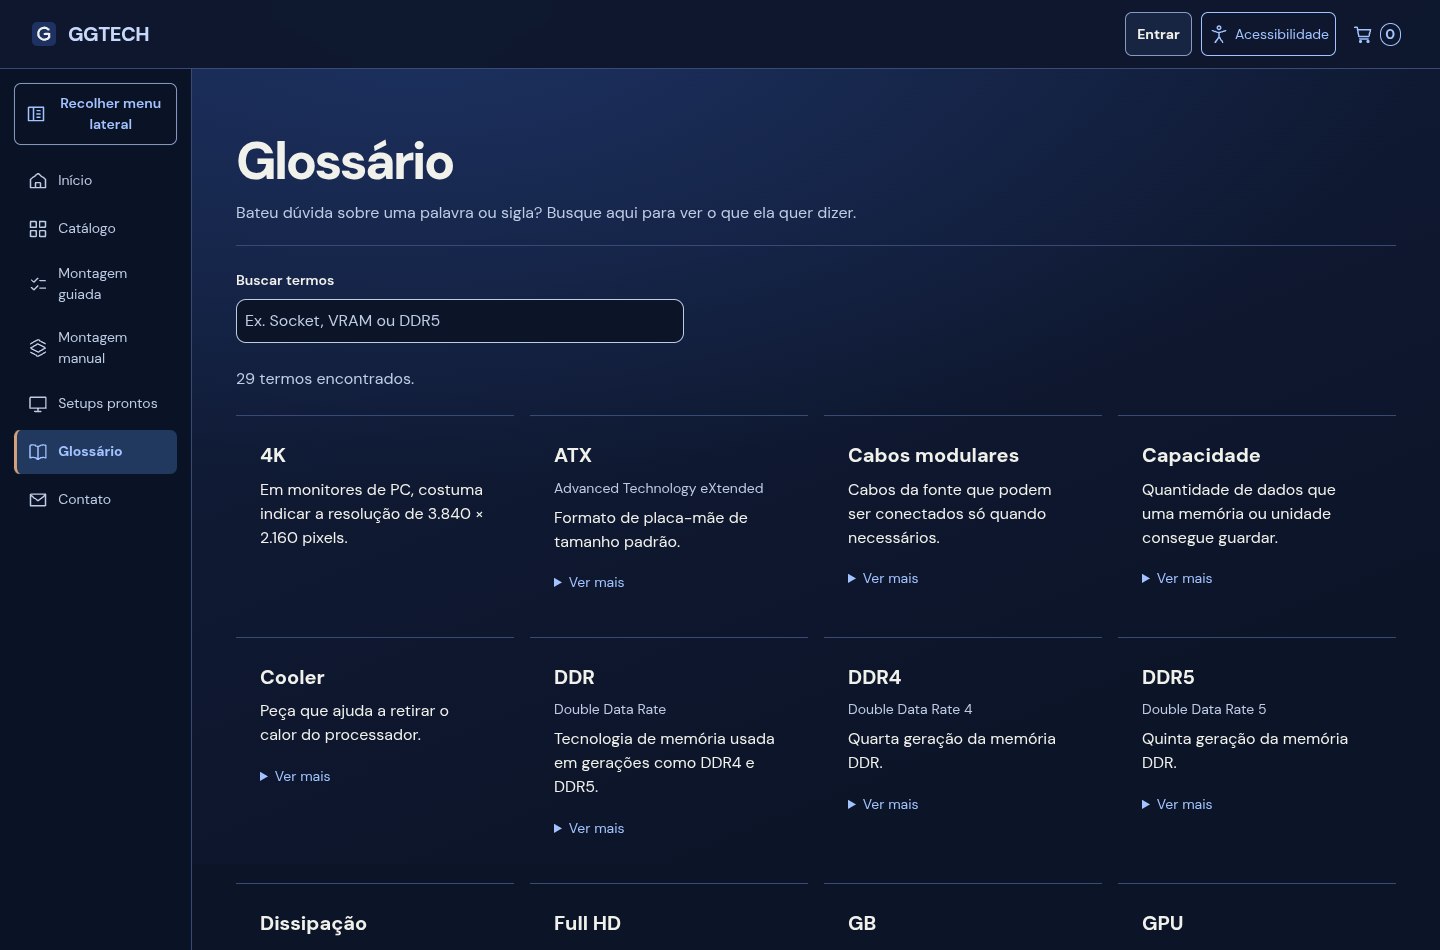 G GGTECH
Entrar
Acessibilidade
0
Recolher menu
lateral
Início
Catálogo
Montagem
guiada
Montagem
manual
Setups prontos
Glossário
Contato
Glossário
Bateu dúvida sobre uma palavra ou sigla? Busque aqui para ver o que ela quer dizer.
Buscar termos
Ex. Socket, VRAM ou DDR5
29 termos encontrados.
4K
Em monitores de PC, costuma
indicar a resolução de 3.840 ×
2.160 pixels.
ATX
Advanced Technology eXtended
Formato de placa-mãe de
tamanho padrão.
Ver mais
Cabos modulares
Cabos da fonte que podem
ser conectados só quando
necessários.
Ver mais
Capacidade
Quantidade de dados que
uma memória ou unidade
consegue guardar.
Ver mais
Cooler
Peça que ajuda a retirar o
calor do processador.
Ver mais
DDR
Double Data Rate
Tecnologia de memória usada
em gerações como DDR4 e
DDR5.
Ver mais
DDR4
Double Data Rate 4
Quarta geração da memória
DDR.
Ver mais
DDR5
Double Data Rate 5
Quinta geração da memória
DDR.
Ver mais
Dissipação
Full HD
GB
GPU